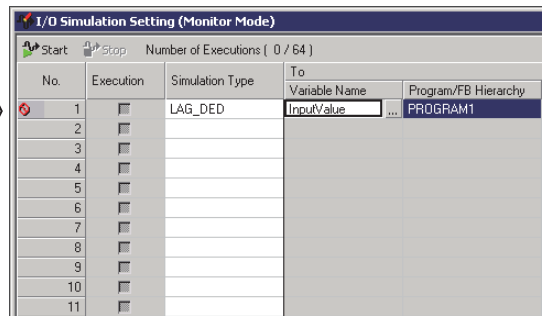 I/O Simulation Setting (Monitor Mode)
Start Stop Number of Executions ( 0 / 64 )
No. Execution Simulation Type To
Variable Name Program/FB Hierarchy
1 LAG_DED InputValue ... PROGRAM1
2
3
4
5
6
7
8
9
10
11